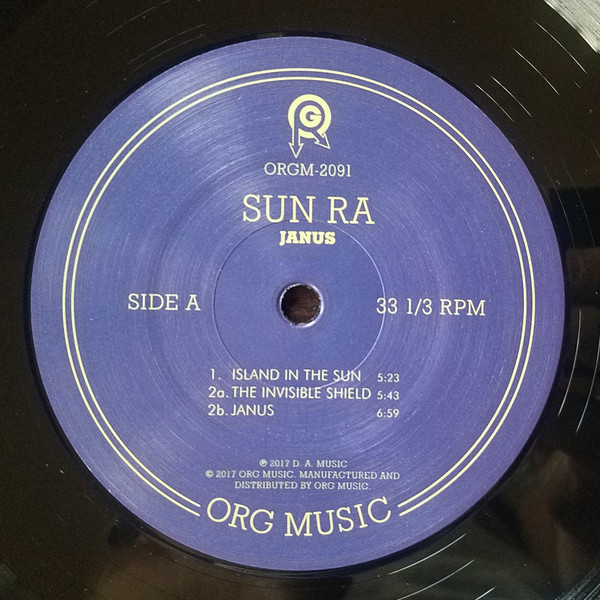 G
ORGM-2091
SUN RA
JANUS
SIDE A 33 1/3 RPM
1. ISLAND IN THE SUN 5:23
2a. THE INVISIBLE SHIELD 5:43
2b. JANUS 6:59
℗ 2017 D. A. MUSIC
© 2017 ORG MUSIC. MANUFACTURED AND
DISTRIBUTED BY ORG MUSIC.
ORG MUSIC